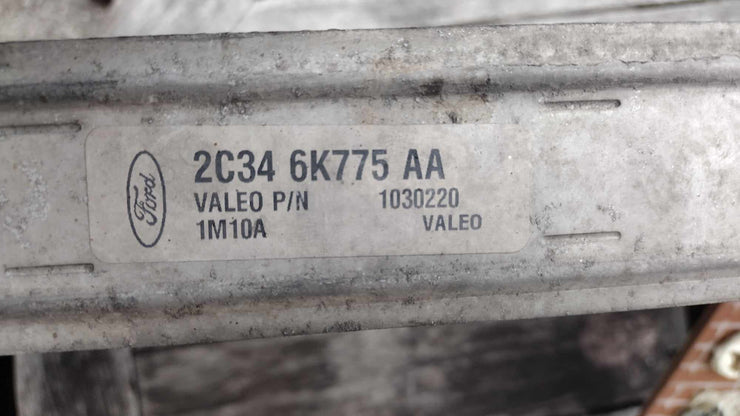 Ford
2C34 6K775 AA
VALEO P/N 1030220
1M10A VALEO